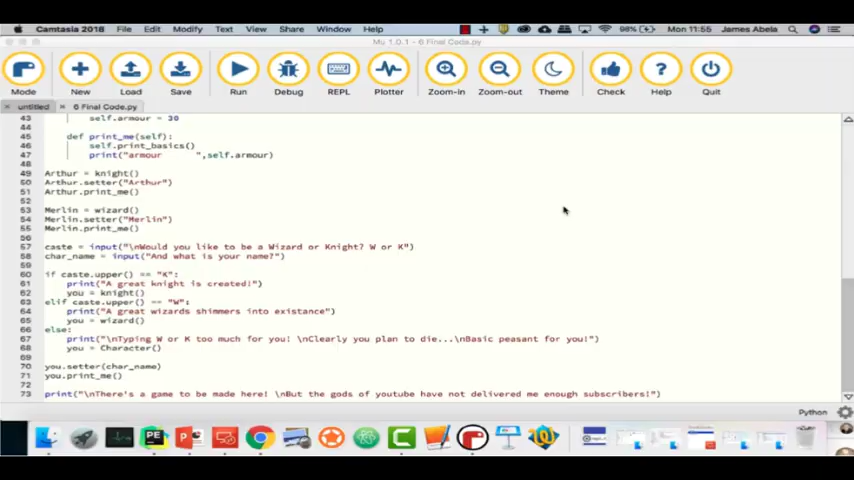 Camtasia 2018 File Edit Modify Text View Share Window Help 98% Mon 11:55 James Abela
Mu 1.0.1 - 6 Final Code.py
Mode New Load Save Run Debug REPL Plotter Zoom-in Zoom-out Theme Check Help Quit
untitled 6 Final Code.py
43 self.armour = 30
44
45 def print_me(self):
46 self.print_basics()
47 print("armour ",self.armour)
48
49 Arthur = knight()
50 Arthur.setter("Arthur")
51 Arthur.print_me()
52
53 Merlin = wizard()
54 Merlin.setter("Merlin")
55 Merlin.print_me()
56
57 caste = input("\nWould you like to be a Wizard or Knight? W or K")
58 char_name = input("And what is your name?")
59
60 if caste.upper() == "K":
61 print("A great knight is created!")
62 you = knight()
63 elif caste.upper() == "W":
64 print("A great wizards shimmers into existance")
65 you = wizard()
66 else:
67 print("\nTyping W or K too much for you! \nClearly you plan to die...\nBasic peasant for you!")
68 you = Character()
69
70 you.setter(char_name)
71 you.print_me()
72
73 print("\nThere's a game to be made here! \nBut the gods of youtube have not delivered me enough subscribers!")
Python
PE